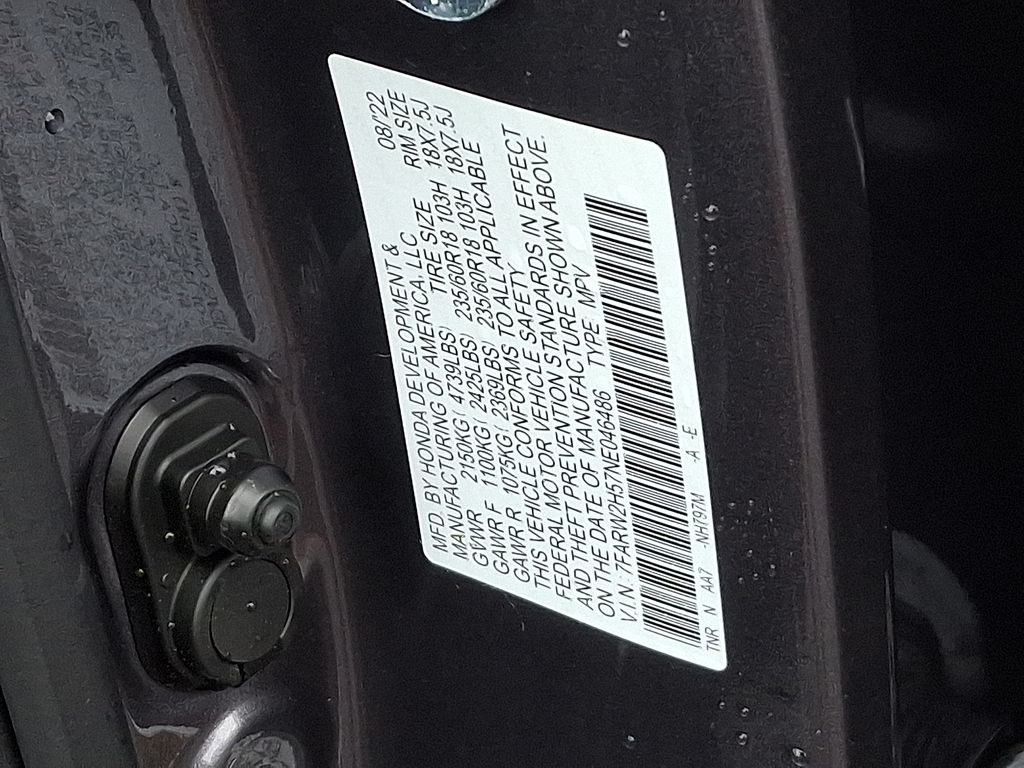 MFD. BY HONDA DEVELOPMENT & 08/'22
MANUFACTURING OF AMERICA, LLC
TIRE SIZE RIM SIZE
GVWR 2150KG ( 4739LBS)
GAWR F 1100KG ( 2425LBS) 235/60R18 103H 18X7.5J
GAWR R 1075KG ( 2369LBS) 235/60R18 103H 18X7.5J
THIS VEHICLE CONFORMS TO ALL APPLICABLE
FEDERAL MOTOR VEHICLE SAFETY
AND THEFT PREVENTION STANDARDS IN EFFECT
ON THE DATE OF MANUFACTURE SHOWN ABOVE.
V.I.N.: 7FARW2H57NE046486 TYPE MPV
TNR N AA7 -NH797M -A -E